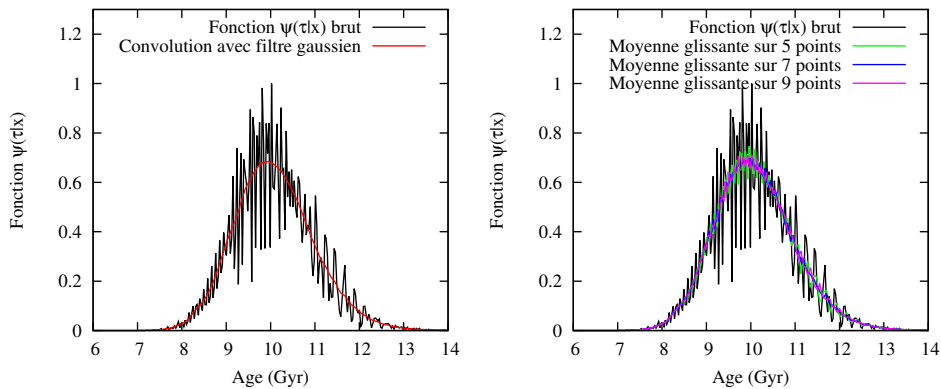 Fonction ψ(τ|x) brut
Convolution avec filtre gaussien
Fonction ψ(τ|x)
1.2
1
0.8
0.6
0.4
0.2
0
6 7 8 9 10 11 12 13 14
Age (Gyr)
Fonction ψ(τ|x) brut
Moyenne glissante sur 5 points
Moyenne glissante sur 7 points
Moyenne glissante sur 9 points
Fonction ψ(τ|x)
1.2
1
0.8
0.6
0.4
0.2
0
6 7 8 9 10 11 12 13 14
Age (Gyr)